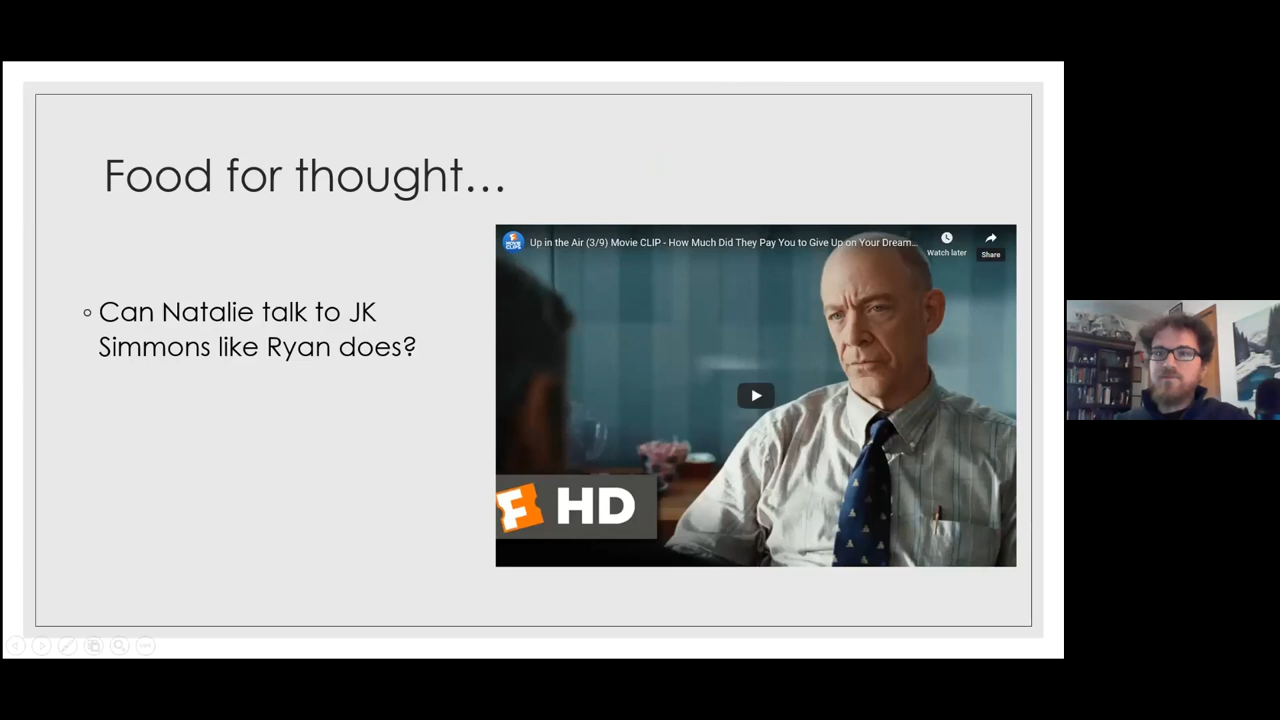 Food for thought...
Up in the Air (3/9) Movie CLIP - How Much Did They Pay You to Give Up on Your Dream...
Watch later
Share
◦ Can Natalie talk to JK
Simmons like Ryan does?
F HD